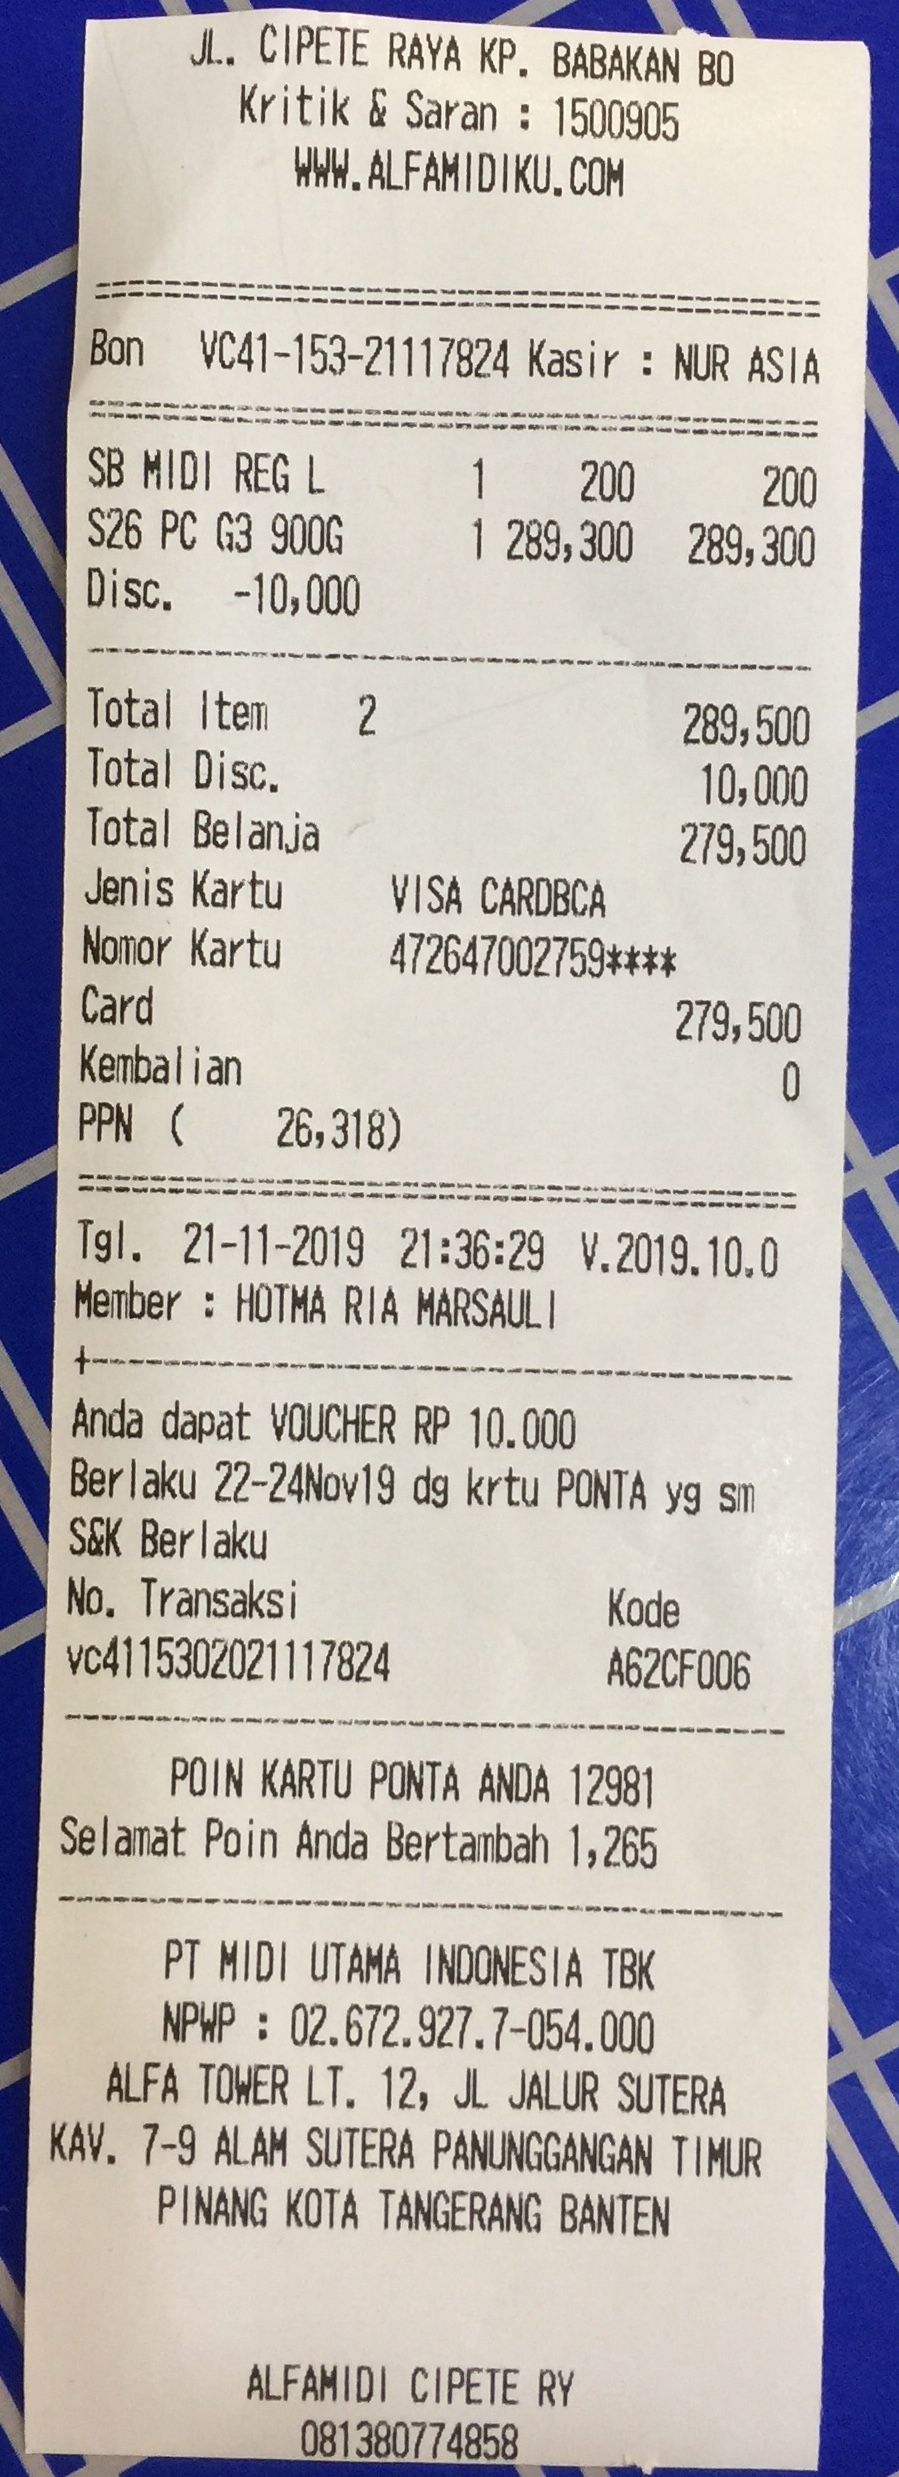 JL. CIPETE RAYA KP. BABAKAN BO
Kritik & Saran : 1500905
WWW.ALFAMIDIKU.COM
Bon VC41-153-21117824 Kasir : NUR ASIA
SB MIDI REG L 1 200 200
S26 PC G3 900G 1 289,300 289,300
Disc. -10,000
Total Item 2 289,500
Total Disc. 10,000
Total Belanja 279,500
Jenis Kartu VISA CARDBCA
Nomor Kartu 472647002759****
Card 279,500
Kembalian 0
PPN ( 26,318)
Tgl. 21-11-2019 21:36:29 V.2019.10.0
Member : HOTMA RIA MARSAULI
Anda dapat VOUCHER RP 10.000
Berlaku 22-24Nov19 dg krtu PONTA yg sm
S&K Berlaku
No. Transaksi Kode
vc4115302021117824 A62CF006
POIN KARTU PONTA ANDA 12981
Selamat Poin Anda Bertambah 1,265
PT MIDI UTAMA INDONESIA TBK
NPWP : 02.672.927.7-054.000
ALFA TOWER LT. 12, JL JALUR SUTERA
KAV. 7-9 ALAM SUTERA PANUNGGANGAN TIMUR
PINANG KOTA TANGERANG BANTEN
ALFAMIDI CIPETE RY
081380774858